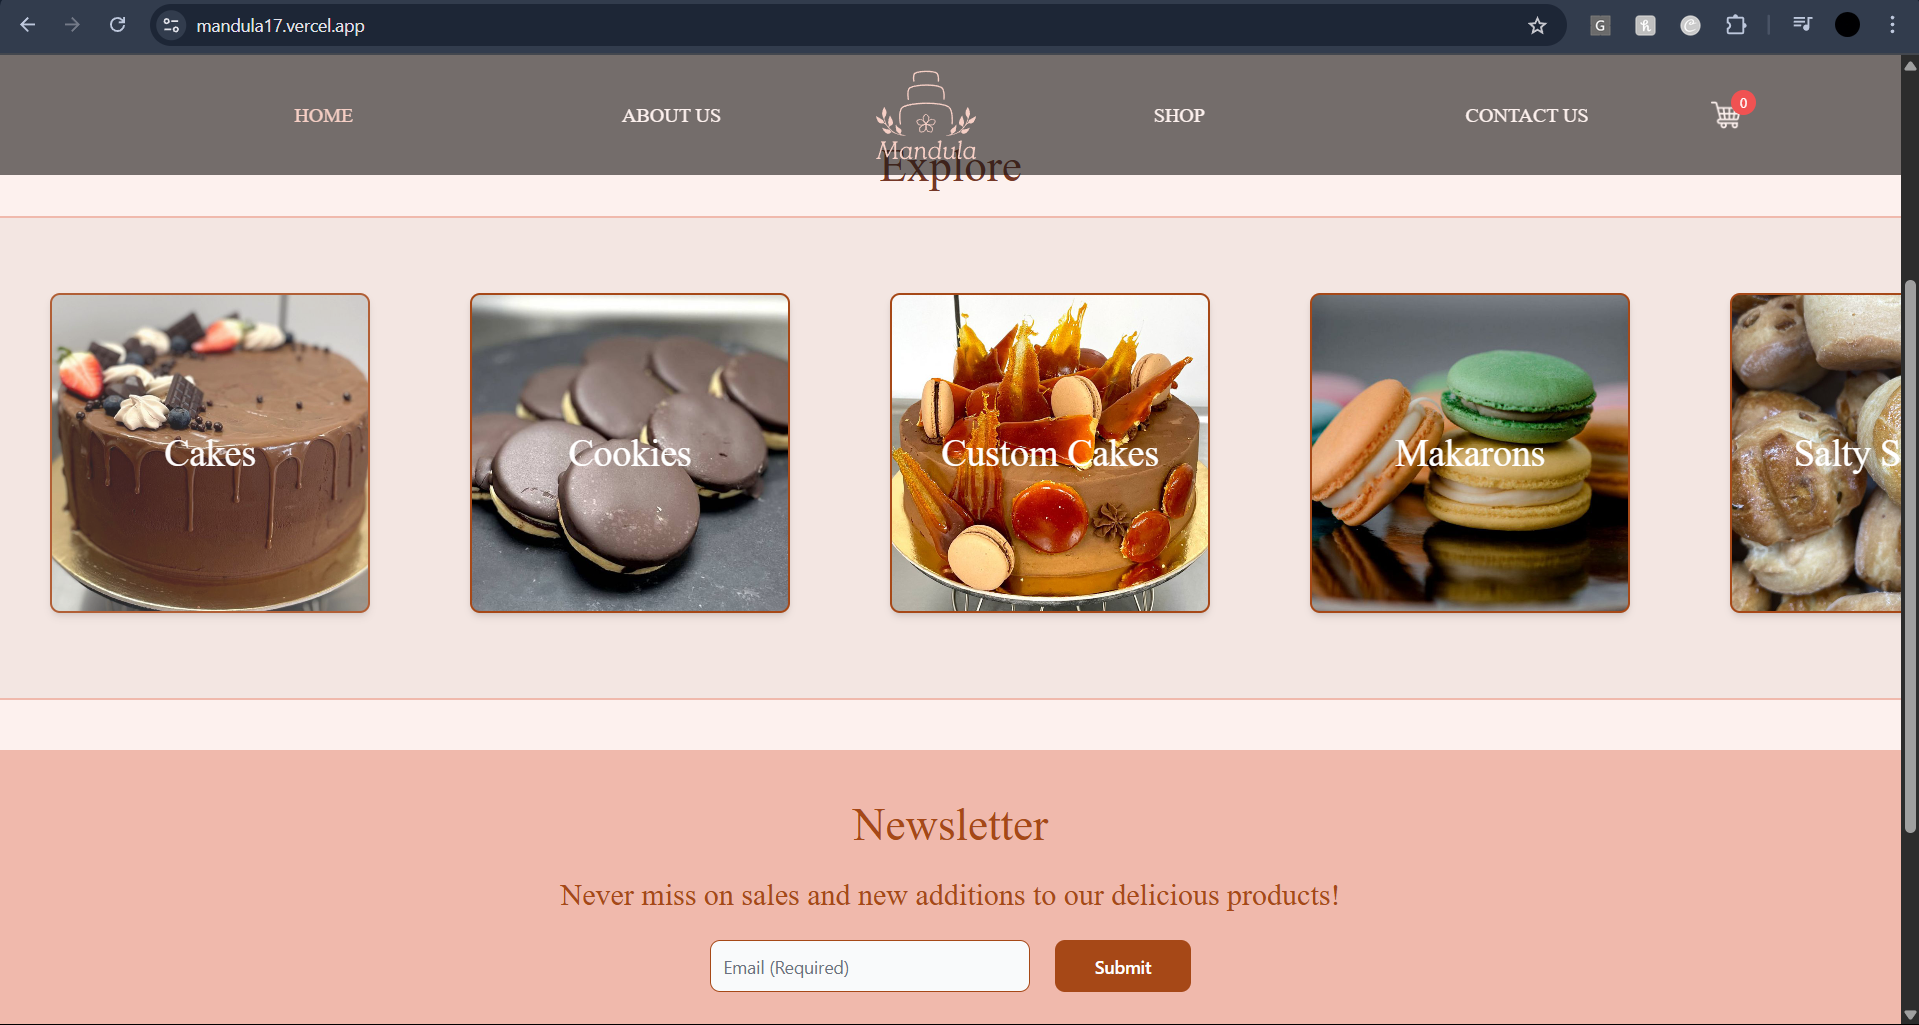 mandula17.vercel.app
G
HOME
ABOUT US
Mandula
SHOP
CONTACT US
0
Explore
Cakes
Cookies
Custom Cakes
Makarons
Salty S
Newsletter
Never miss on sales and new additions to our delicious products!
Email (Required)
Submit